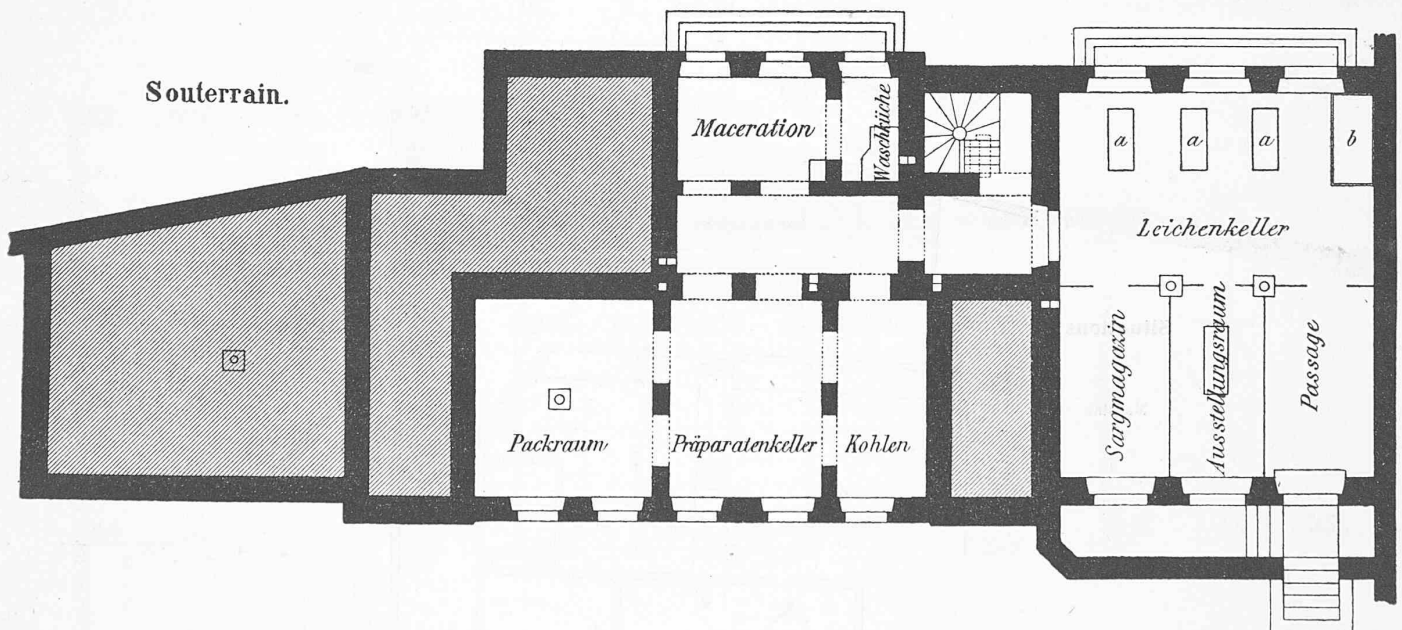 Souterrain.
Maceration
Waschküche
a
a
a
b
Leichenkeller
Sargmagazin
Ausstellungsraum
Passage
Packraum
Präparatenkeller
Kohlen